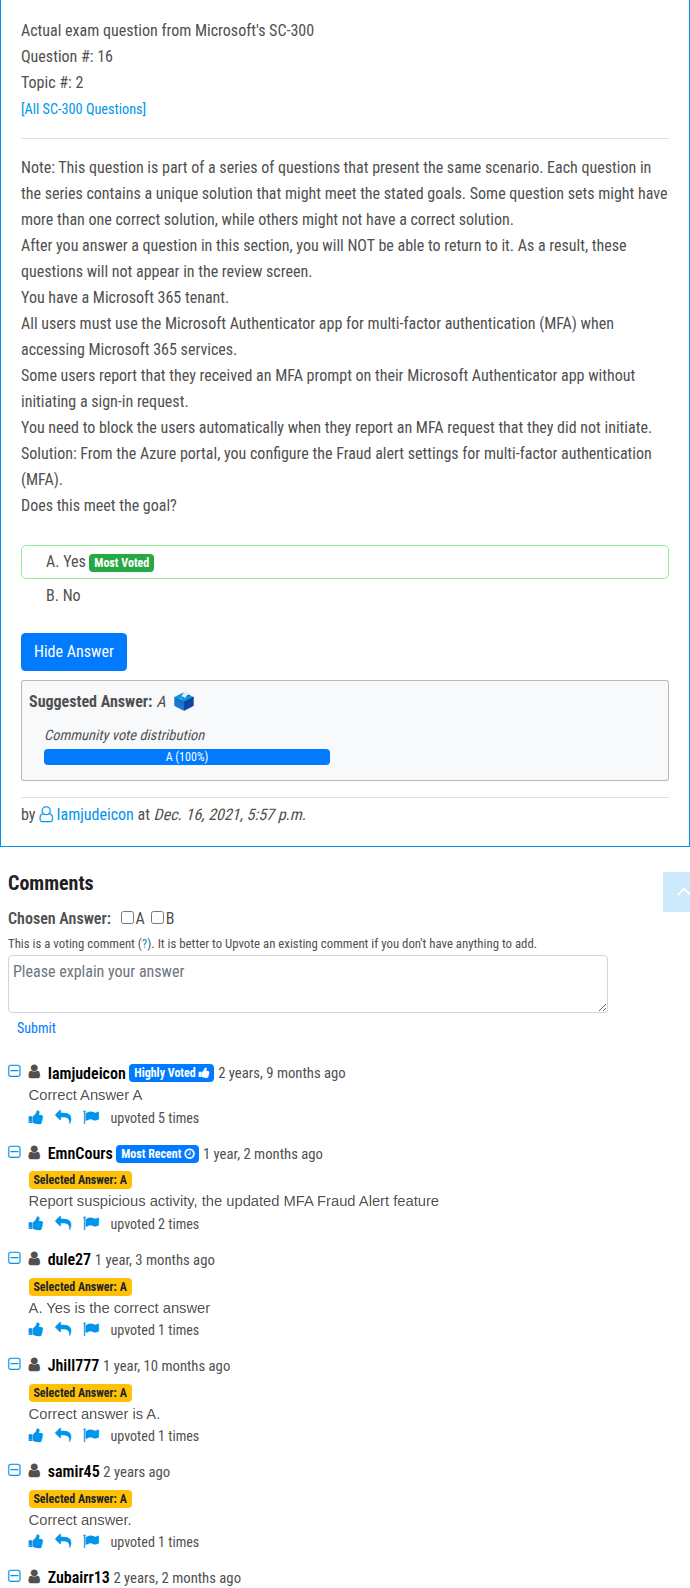 Actual exam question from Microsoft's SC-300
Question #: 16
Topic #: 2
[All SC-300 Questions]
Note: This question is part of a series of questions that present the same scenario. Each question in
the series contains a unique solution that might meet the stated goals. Some question sets might have
more than one correct solution, while others might not have a correct solution.
After you answer a question in this section, you will NOT be able to return to it. As a result, these
questions will not appear in the review screen.
You have a Microsoft 365 tenant.
All users must use the Microsoft Authenticator app for multi-factor authentication (MFA) when
accessing Microsoft 365 services.
Some users report that they received an MFA prompt on their Microsoft Authenticator app without
initiating a sign-in request.
You need to block the users automatically when they report an MFA request that they did not initiate.
Solution: From the Azure portal, you configure the Fraud alert settings for multi-factor authentication
(MFA).
Does this meet the goal?
A. Yes Most Voted
B. No
Hide Answer
Suggested Answer: A
Community vote distribution
A (100%)
by Iamjudeicon at Dec. 16, 2021, 5:57 p.m.
Comments
Chosen Answer: A B
This is a voting comment (?). It is better to Upvote an existing comment if you don't have anything to add.
Please explain your answer
Submit
Iamjudeicon Highly Voted 2 years, 9 months ago
Correct Answer A
upvoted 5 times
EmnCours Most Recent 1 year, 2 months ago
Selected Answer: A
Report suspicious activity, the updated MFA Fraud Alert feature
upvoted 2 times
dule27 1 year, 3 months ago
Selected Answer: A
A. Yes is the correct answer
upvoted 1 times
Jhill777 1 year, 10 months ago
Selected Answer: A
Correct answer is A.
upvoted 1 times
samir45 2 years ago
Selected Answer: A
Correct answer.
upvoted 1 times
Zubairr13 2 years, 2 months ago